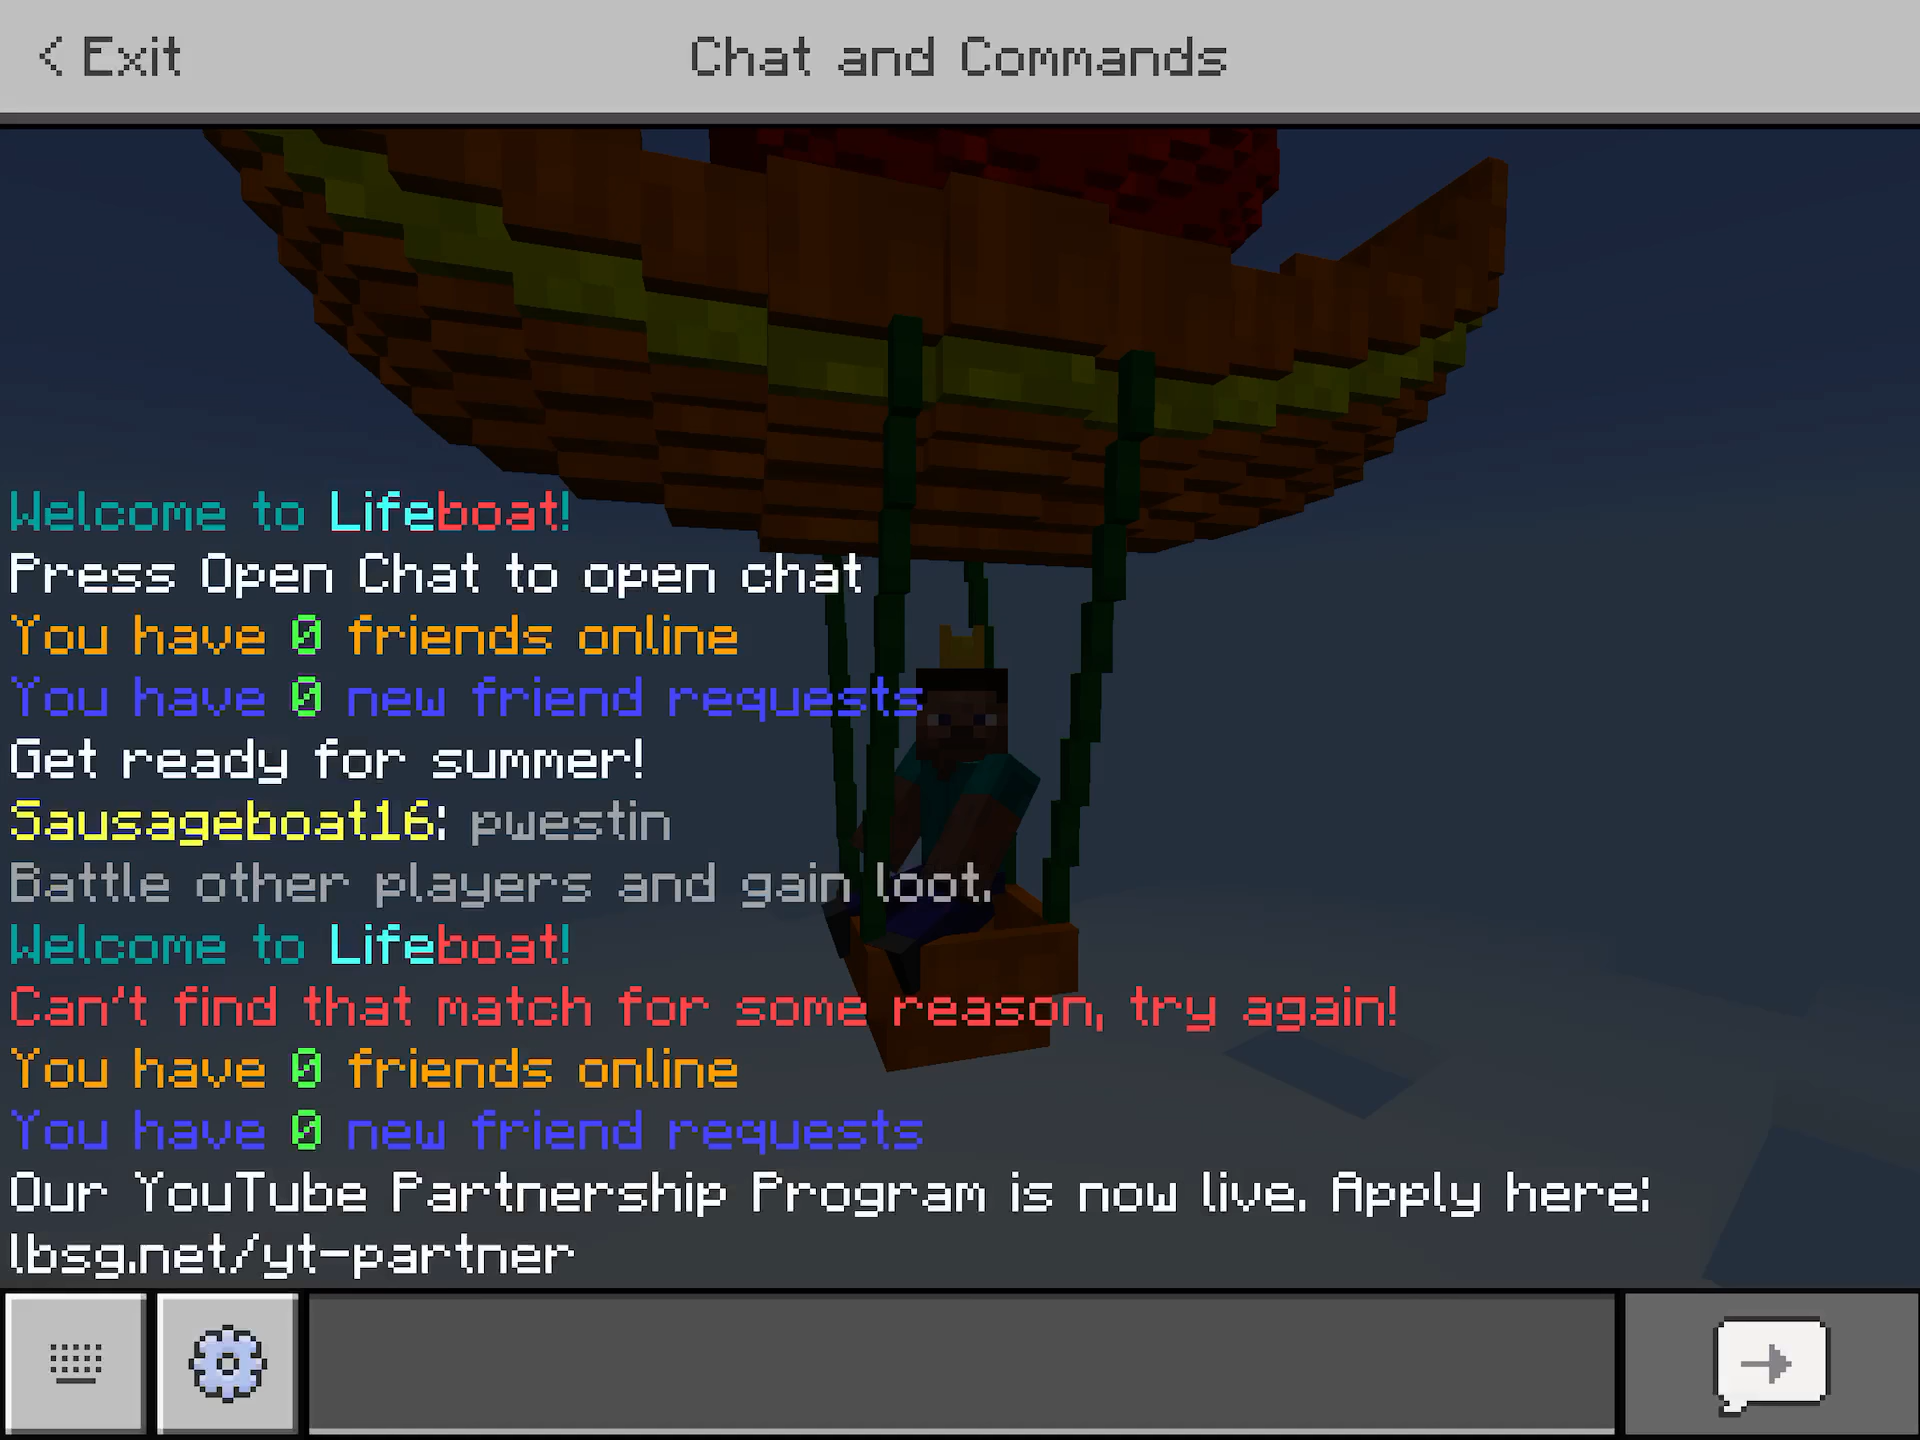 < Exit
Chat and Commands
Welcome to Lifeboat!
Press Open Chat to open chat
You have 0 friends online
You have 0 new friend requests
Get ready for summer!
Sausageboat16: pwestin
Battle other players and gain loot.
Welcome to Lifeboat!
Can't find that match for some reason, try again!
You have 0 friends online
You have 0 new friend requests
Our YouTube Partnership Program is now live. Apply here:
lbsg.net/yt-partner